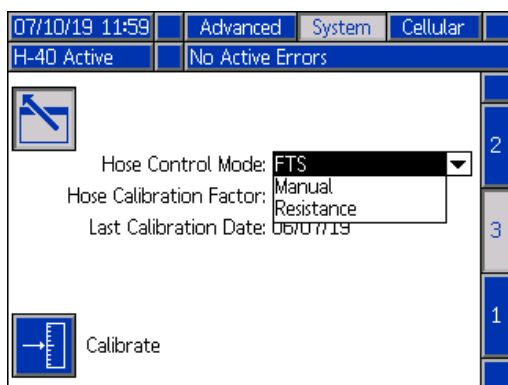 07/10/19 11:59 Advanced System Cellular
H-40 Active No Active Errors
2
Hose Control Mode: FTS
Manual
Hose Calibration Factor:
Resistance
Last Calibration Date: 06/07/19
3
1
Calibrate